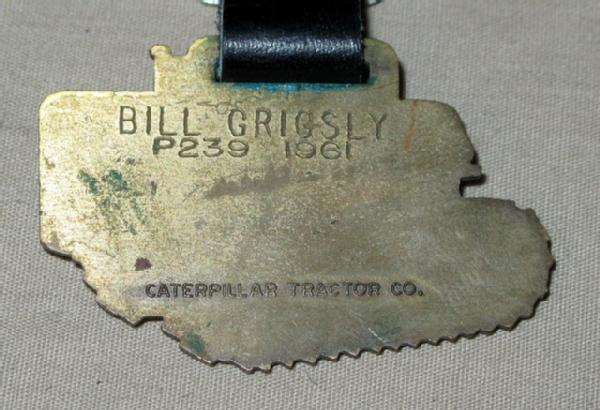 BILL GRIGSLY
P239 1961
CATERPILLAR TRACTOR CO.